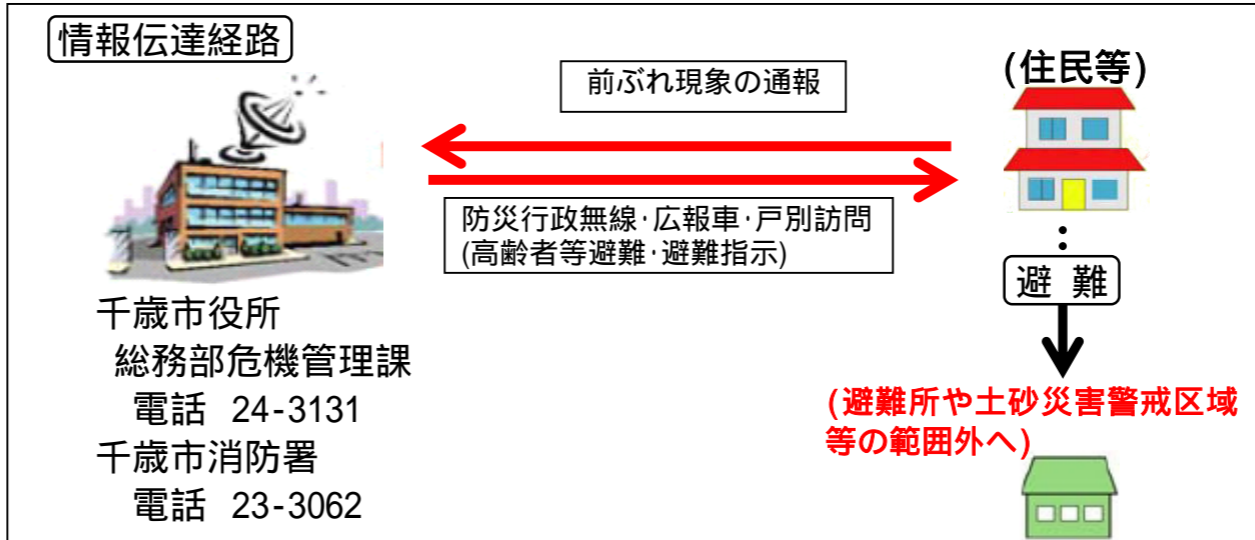 情報伝達経路
前ぶれ現象の通報
(住民等)
防災行政無線・広報車・戸別訪問
(高齢者等避難・避難指示)
:
避 難
千歳市役所
総務部危機管理課
電話 24-3131
千歳市消防署
電話 23-3062
(避難所や土砂災害警戒区域
等の範囲外へ)